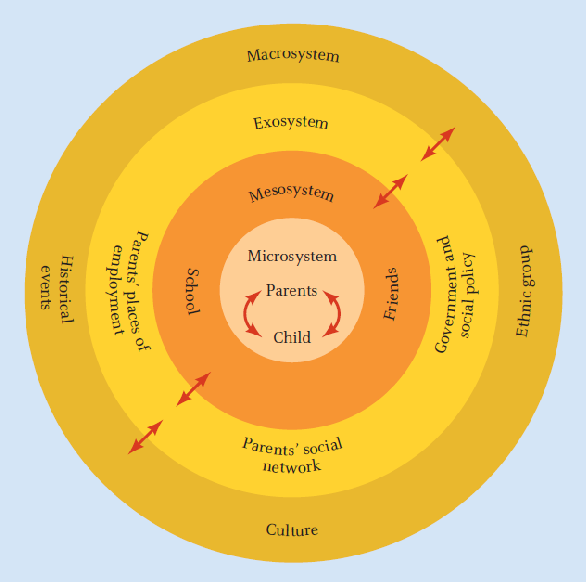 Macrosystem
Exosystem
Mesosystem
Microsystem
Parents
Child
School
Friends
Parents’ places of
employment
Government and
social policy
Parents’ social
network
Historical
events
Ethnic group
Culture